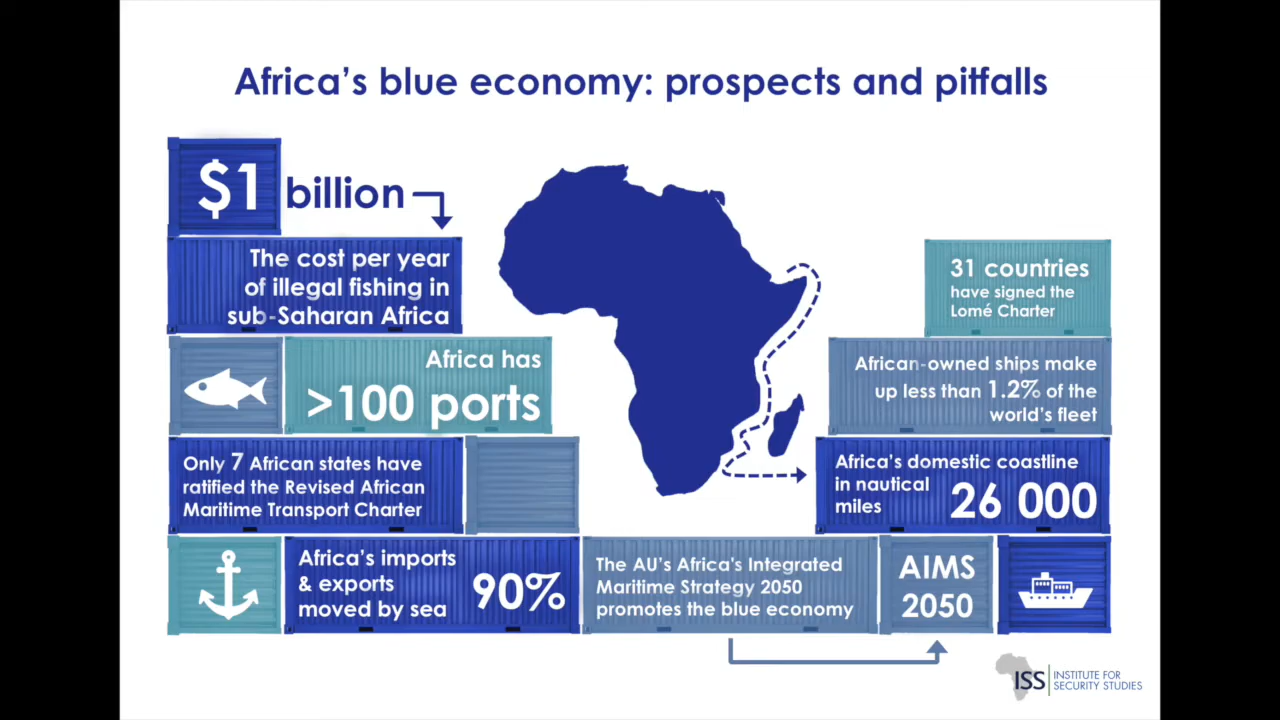 Africa's blue economy: prospects and pitfalls
$1 billion
The cost per year
of illegal fishing in
sub-Saharan Africa
Africa has
>100 ports
Only 7 African states have
ratified the Revised African
Maritime Transport Charter
Africa's imports
& exports
moved by sea
90%
The AU's Africa's Integrated
Maritime Strategy 2050
promotes the blue economy
AIMS
2050
31 countries
have signed the
Lomé Charter
African-owned ships make
up less than 1.2% of the
world's fleet
Africa's domestic coastline
in nautical
miles
26 000
ISS
INSTITUTE FOR
SECURITY STUDIES